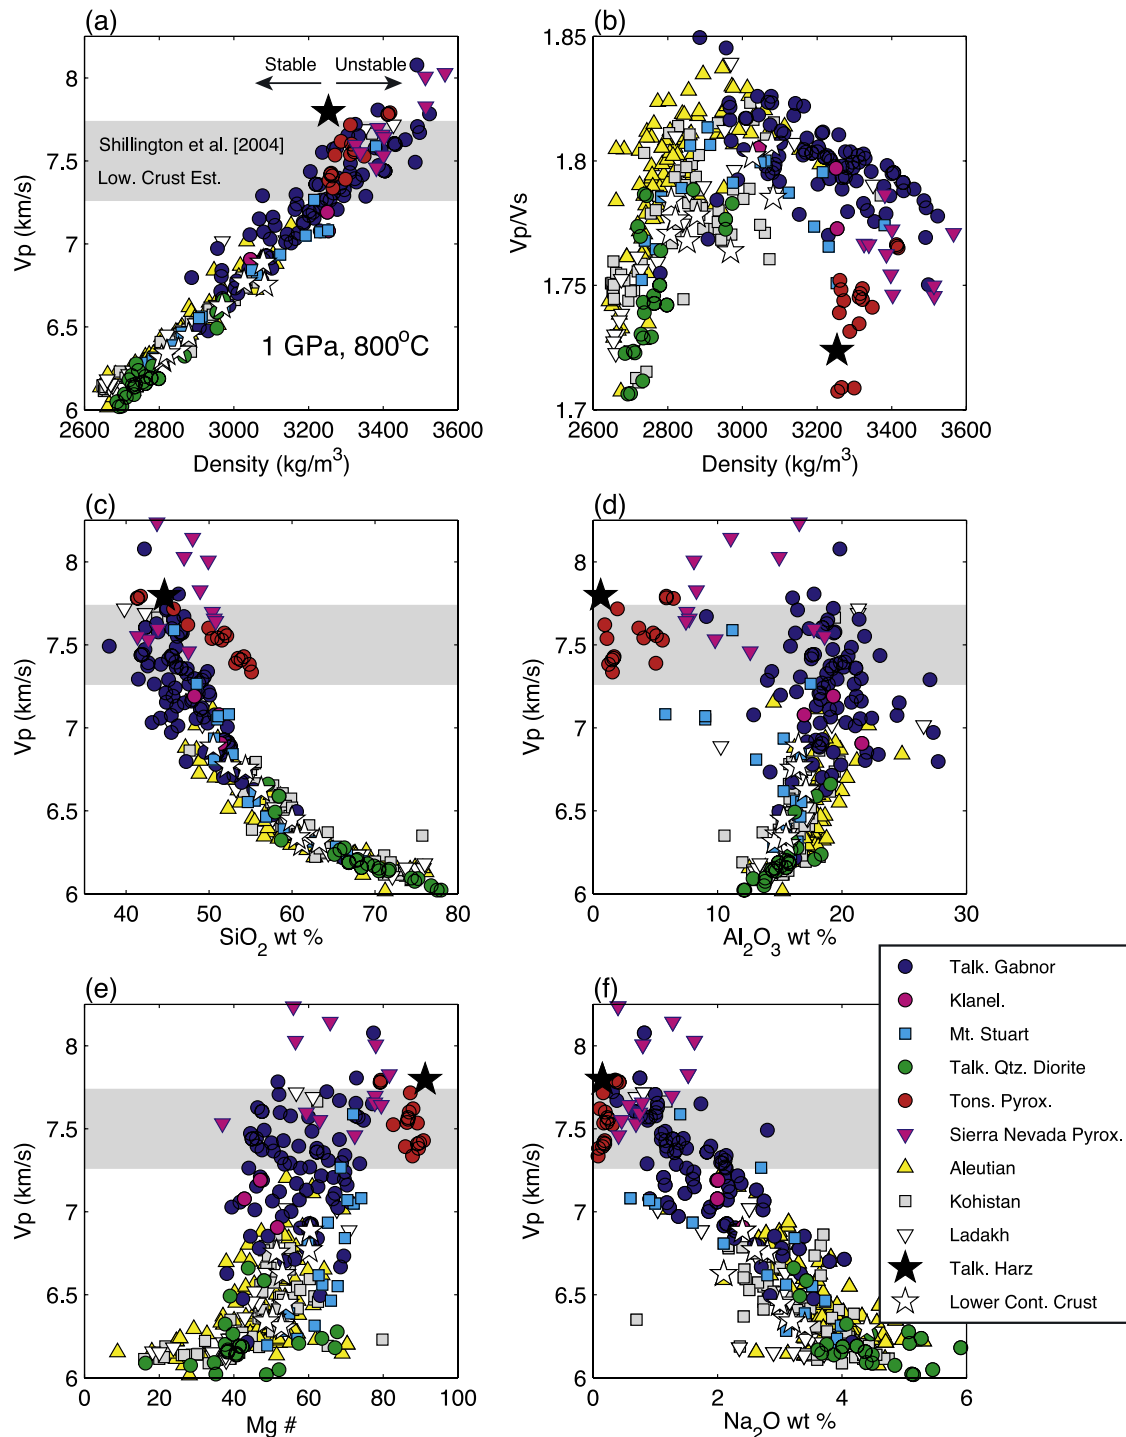 (a)
8
7.5
7
6.5
6
Vp (km/s)
Stable
Unstable
Shillington et al. [2004]
Low. Crust Est.
1 GPa, 800°C
2600 2800 3000 3200 3400 3600
Density (kg/m³)
(b)
1.85
1.8
1.75
1.7
Vp/Vs
2600 2800 3000 3200 3400 3600
Density (kg/m³)
(c)
8
7.5
7
6.5
6
Vp (km/s)
40 50 60 70 80
SiO₂ wt %
(d)
8
7.5
7
6.5
6
Vp (km/s)
0 10 20 30
Al₂O₃ wt %
(e)
8
7.5
7
6.5
6
Vp (km/s)
0 20 40 60 80 100
Mg #
(f)
8
7.5
7
6.5
6
Vp (km/s)
0 2 4 6
Na₂O wt %
Talk. Gabnor
Klanel.
Mt. Stuart
Talk. Qtz. Diorite
Tons. Pyrox.
Sierra Nevada Pyrox.
Aleutian
Kohistan
Ladakh
Talk. Harz
Lower Cont. Crust